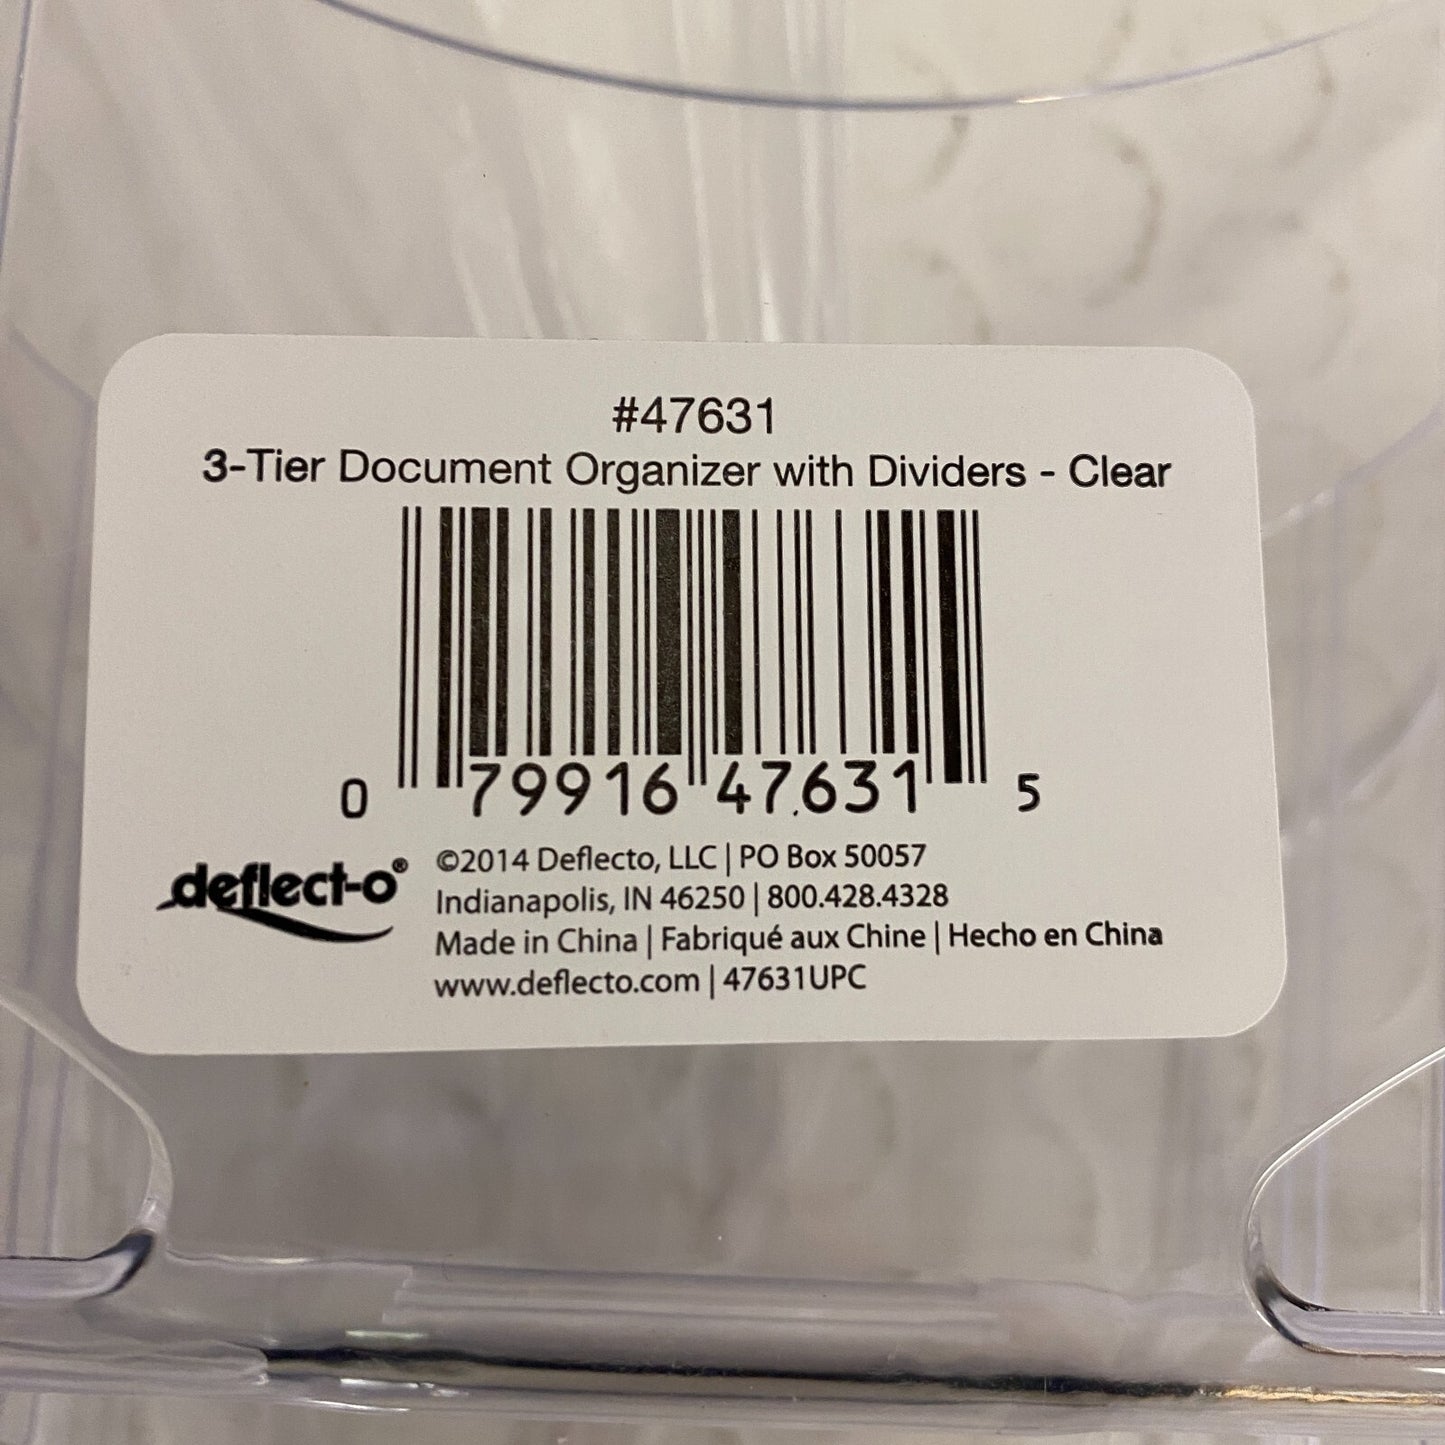 #47631
3-Tier Document Organizer with Dividers - Clear
0 79916 47631 5
deflect-o®
©2014 Deflecto, LLC | PO Box 50057
Indianapolis, IN 46250 | 800.428.4328
Made in China | Fabriqué aux Chine | Hecho en China
www.deflecto.com | 47631UPC